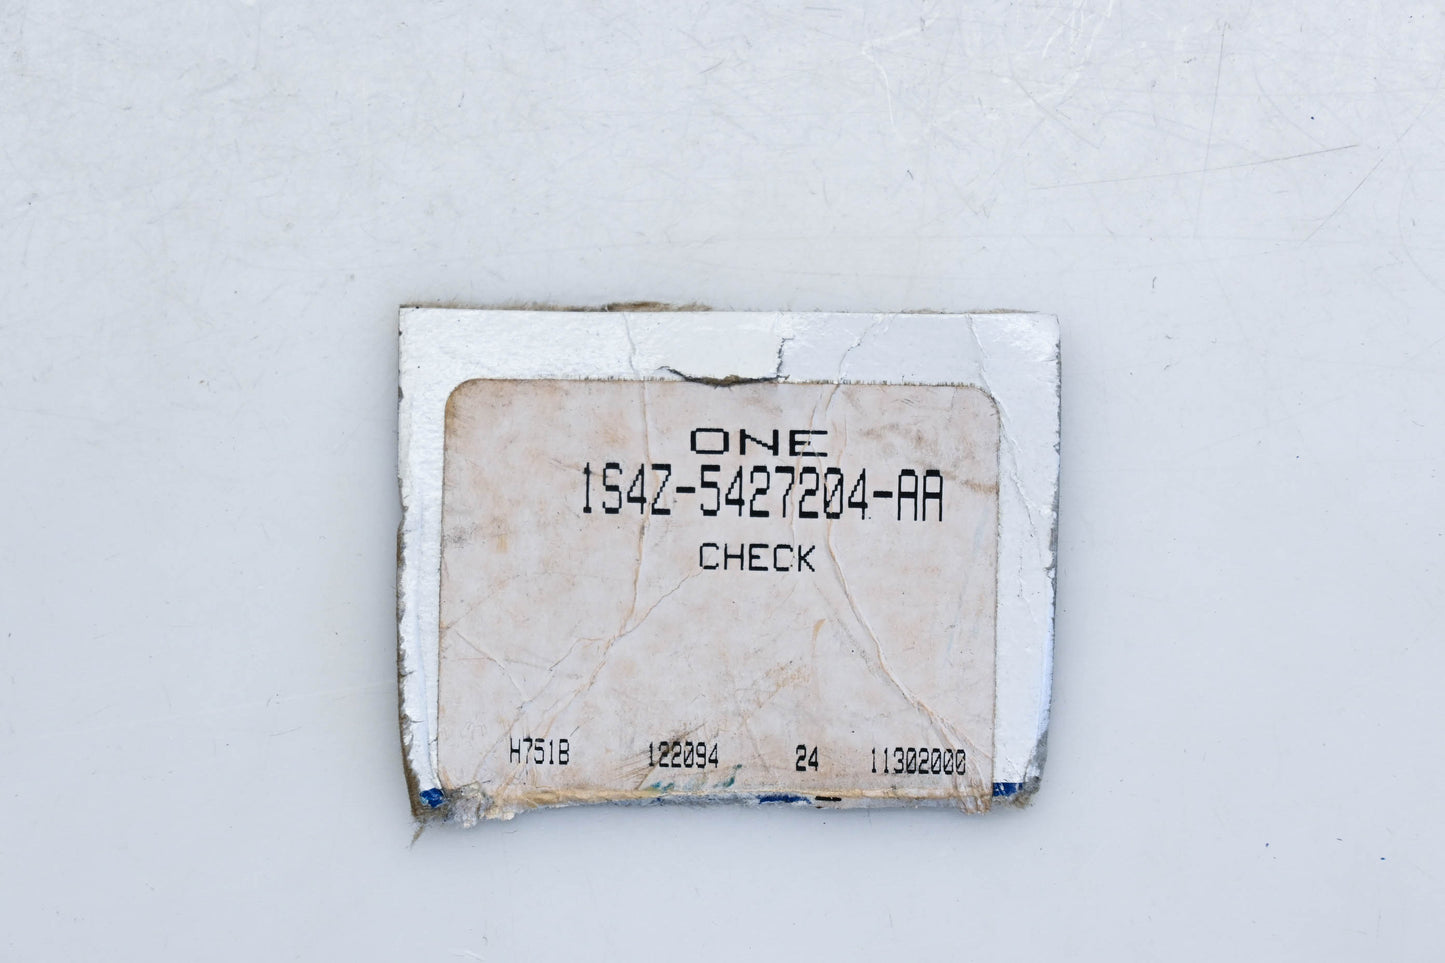 ONE
1S4Z-5427204-AA
CHECK
H751B 122094 24 11302000